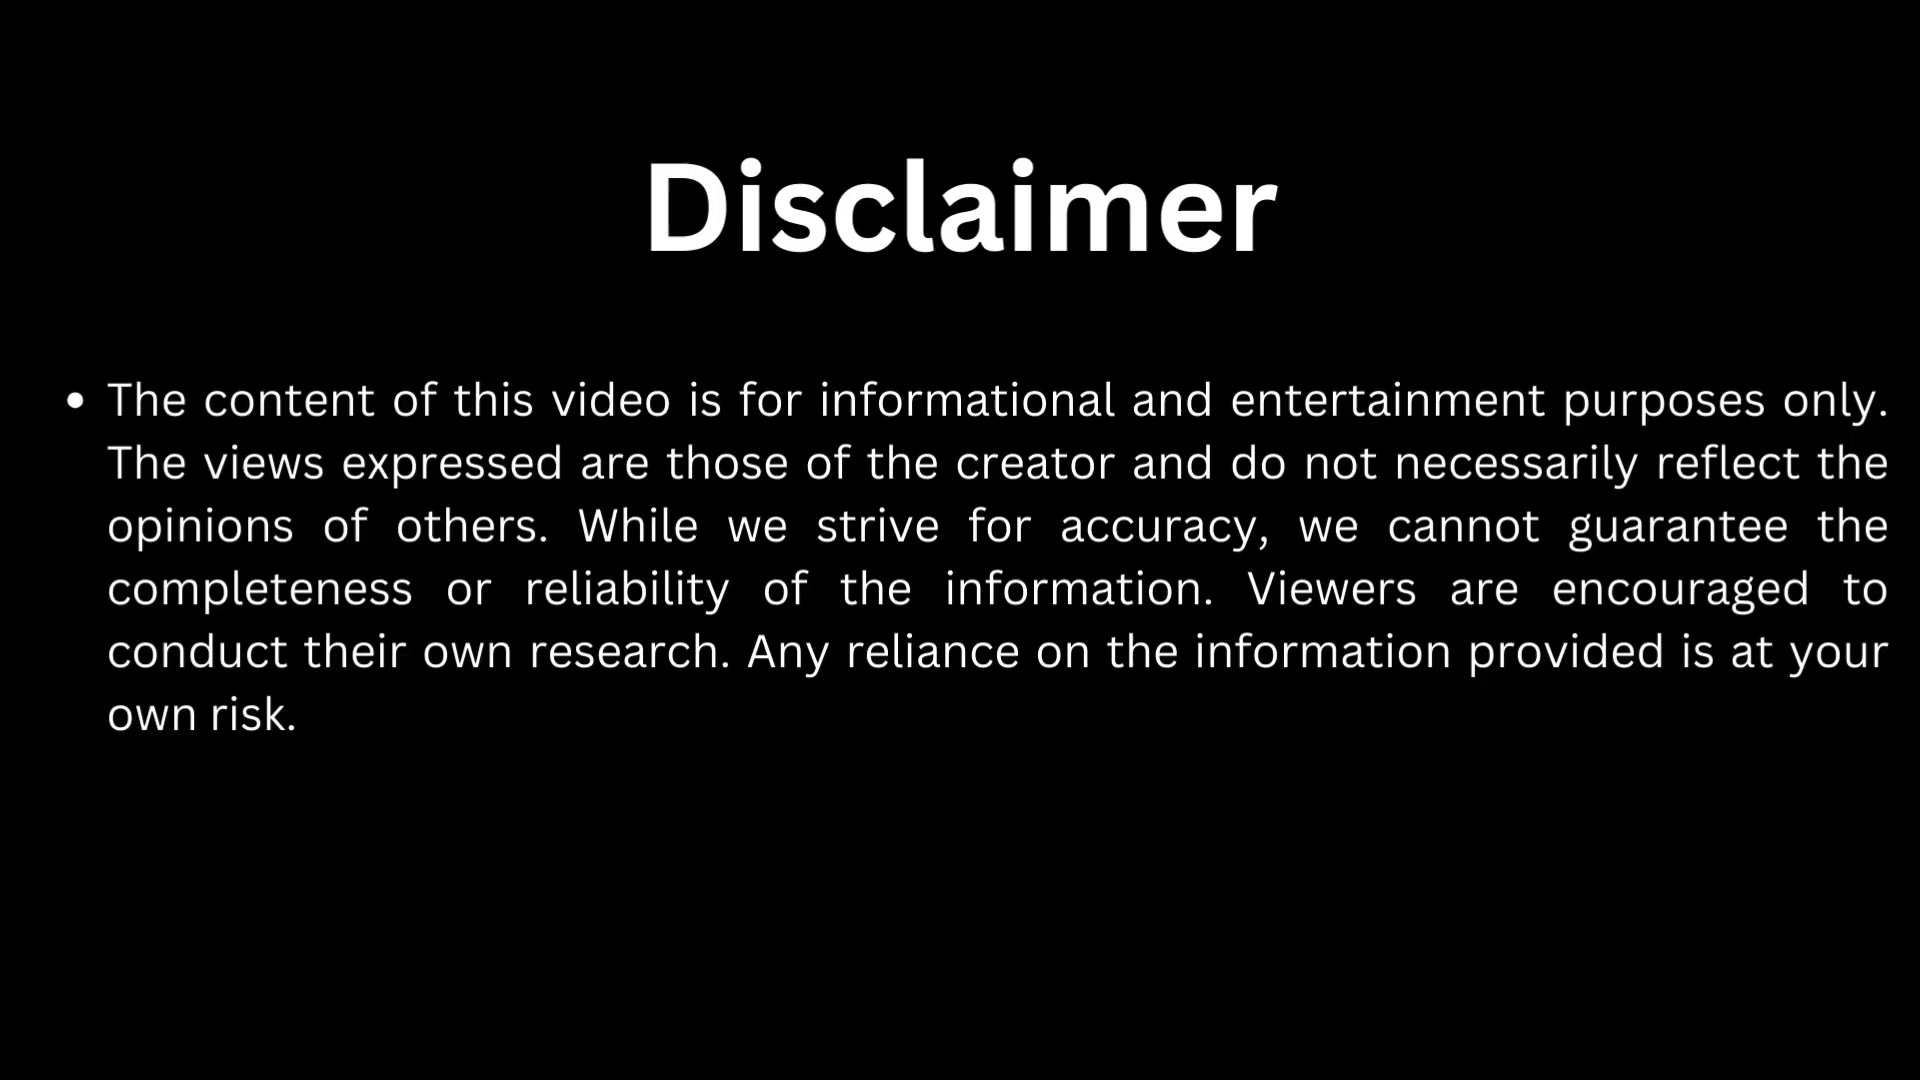 Disclaimer
• The content of this video is for informational and entertainment purposes only.
The views expressed are those of the creator and do not necessarily reflect the
opinions of others. While we strive for accuracy, we cannot guarantee the
completeness or reliability of the information. Viewers are encouraged to
conduct their own research. Any reliance on the information provided is at your
own risk.